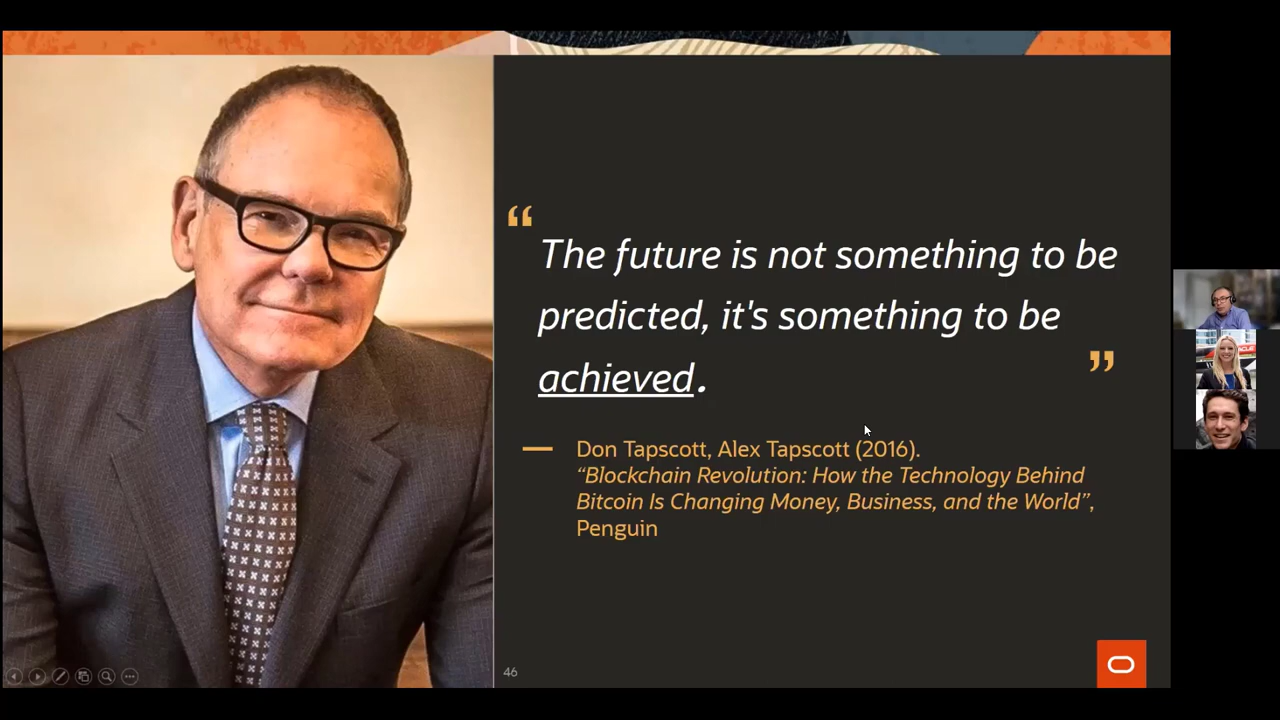 “
The future is not something to be
predicted, it's something to be
achieved.
”
Don Tapscott, Alex Tapscott (2016).
“Blockchain Revolution: How the Technology Behind
Bitcoin Is Changing Money, Business, and the World”,
Penguin
46